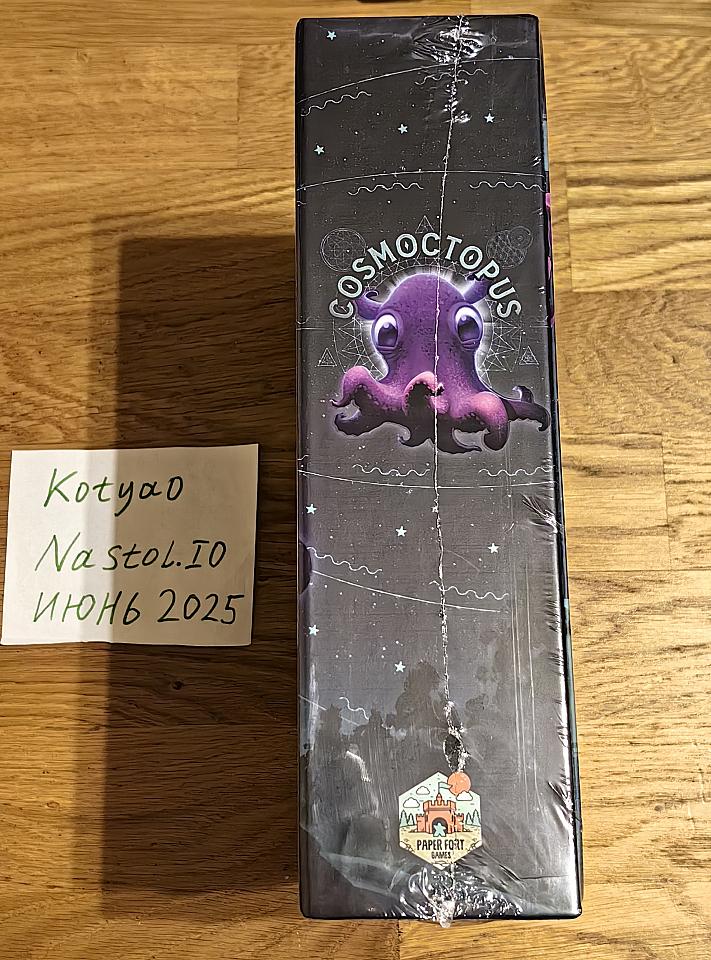 COSMOCTOPUS
KotyaO
Nastol.IO
ИЮНЬ 2025
PAPER FORT
GAMES